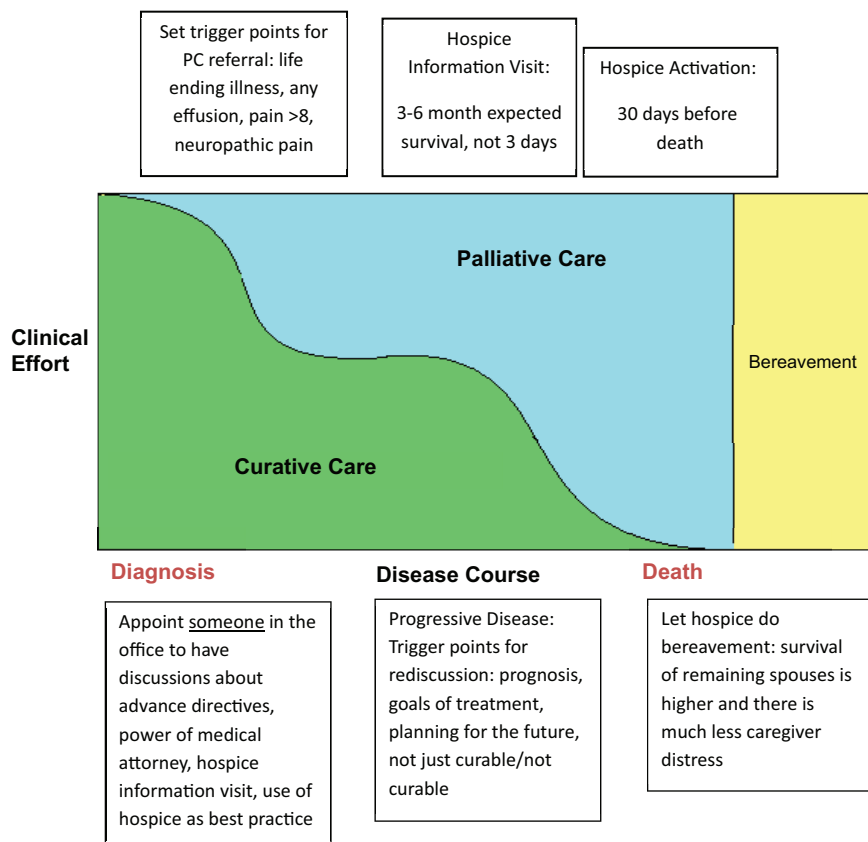 Set trigger points for
PC referral: life
ending illness, any
effusion, pain >8,
neuropathic pain
Hospice
Information Visit:
3-6 month expected
survival, not 3 days
Hospice Activation:
30 days before
death
Palliative Care
Clinical
Effort
Bereavement
Curative Care
Diagnosis
Disease Course
Death
Appoint someone in the
office to have
discussions about
advance directives,
power of medical
attorney, hospice
information visit, use of
hospice as best practice
Progressive Disease:
Trigger points for
rediscussion: prognosis,
goals of treatment,
planning for the future,
not just curable/not
curable
Let hospice do
bereavement: survival
of remaining spouses is
higher and there is
much less caregiver
distress